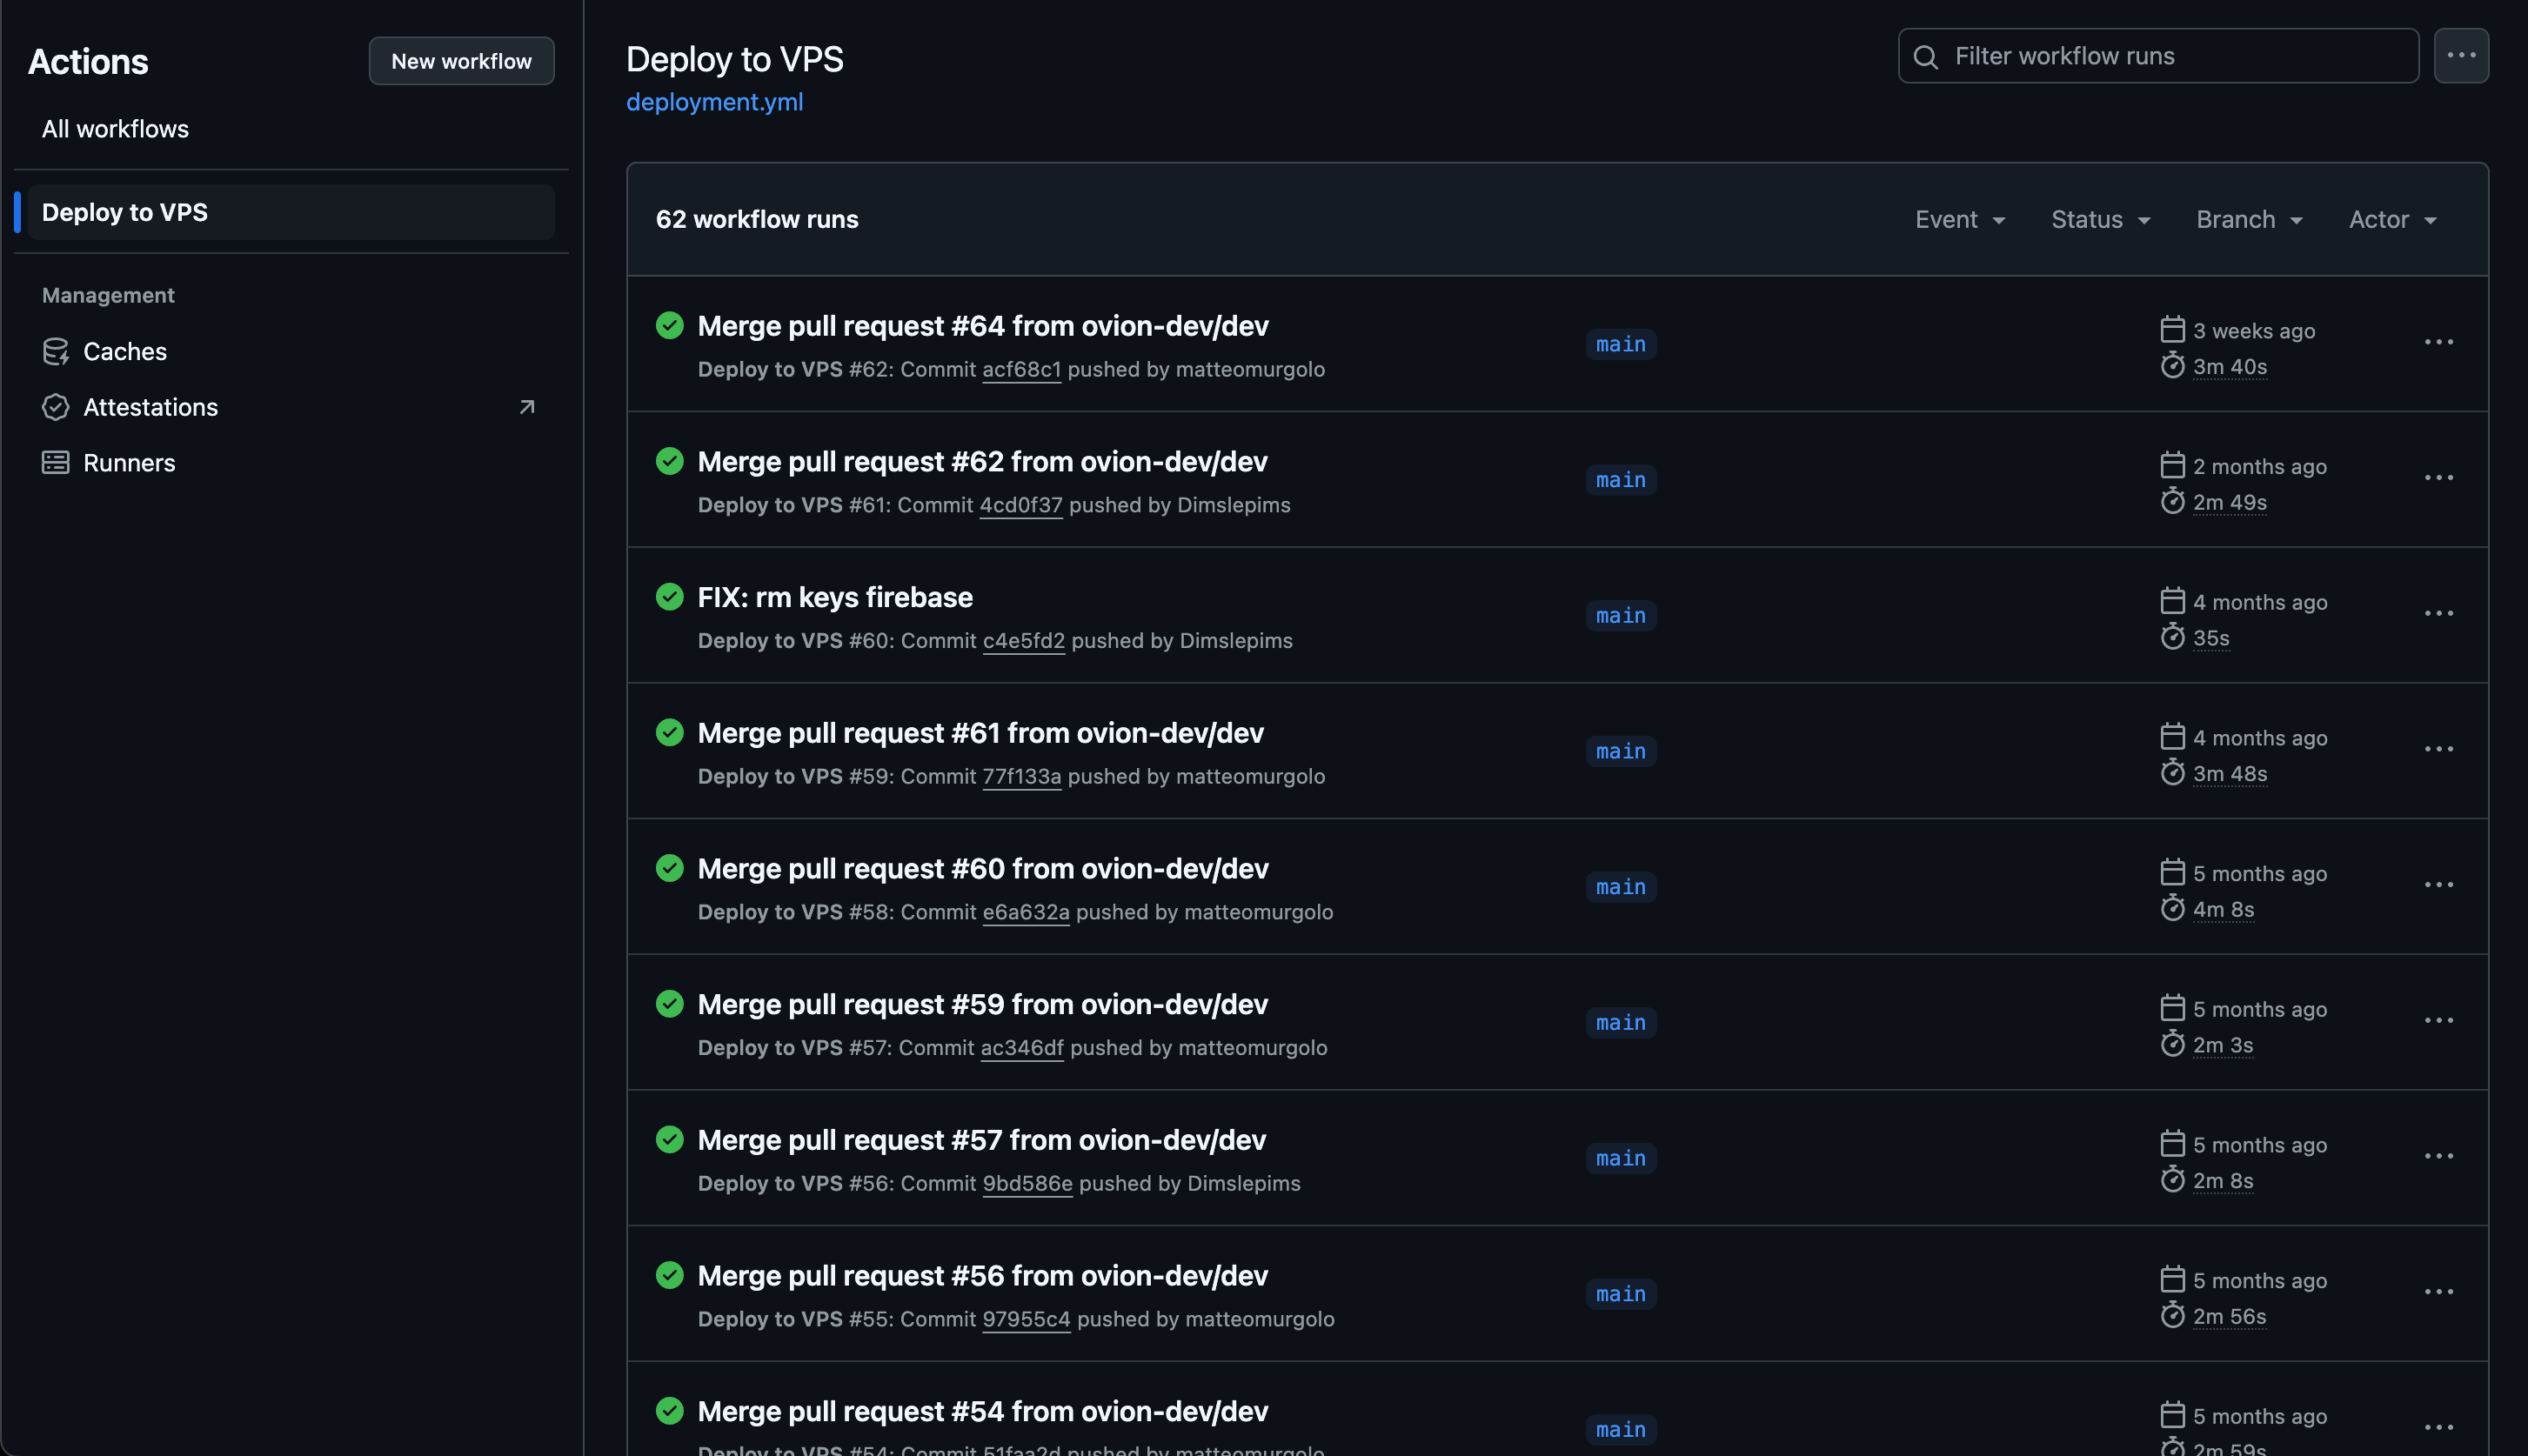 Actions
New workflow
All workflows
Deploy to VPS
Management
Caches
Attestations
Runners
Deploy to VPS
deployment.yml
Filter workflow runs
62 workflow runs
Event
Status
Branch
Actor
Merge pull request #64 from ovion-dev/dev
Deploy to VPS #62: Commit acf68c1 pushed by matteomurgolo
main
3 weeks ago
3m 40s
Merge pull request #62 from ovion-dev/dev
Deploy to VPS #61: Commit 4cd0f37 pushed by Dimslepims
main
2 months ago
2m 49s
FIX: rm keys firebase
Deploy to VPS #60: Commit c4e5fd2 pushed by Dimslepims
main
4 months ago
35s
Merge pull request #61 from ovion-dev/dev
Deploy to VPS #59: Commit 77f133a pushed by matteomurgolo
main
4 months ago
3m 48s
Merge pull request #60 from ovion-dev/dev
Deploy to VPS #58: Commit e6a632a pushed by matteomurgolo
main
5 months ago
4m 8s
Merge pull request #59 from ovion-dev/dev
Deploy to VPS #57: Commit ac346df pushed by matteomurgolo
main
5 months ago
2m 3s
Merge pull request #57 from ovion-dev/dev
Deploy to VPS #56: Commit 9bd586e pushed by Dimslepims
main
5 months ago
2m 8s
Merge pull request #56 from ovion-dev/dev
Deploy to VPS #55: Commit 97955c4 pushed by matteomurgolo
main
5 months ago
2m 56s
Merge pull request #54 from ovion-dev/dev
Deploy to VPS #54: Commit 51faa2d pushed by matteomurgolo
main
5 months ago
2m 59s